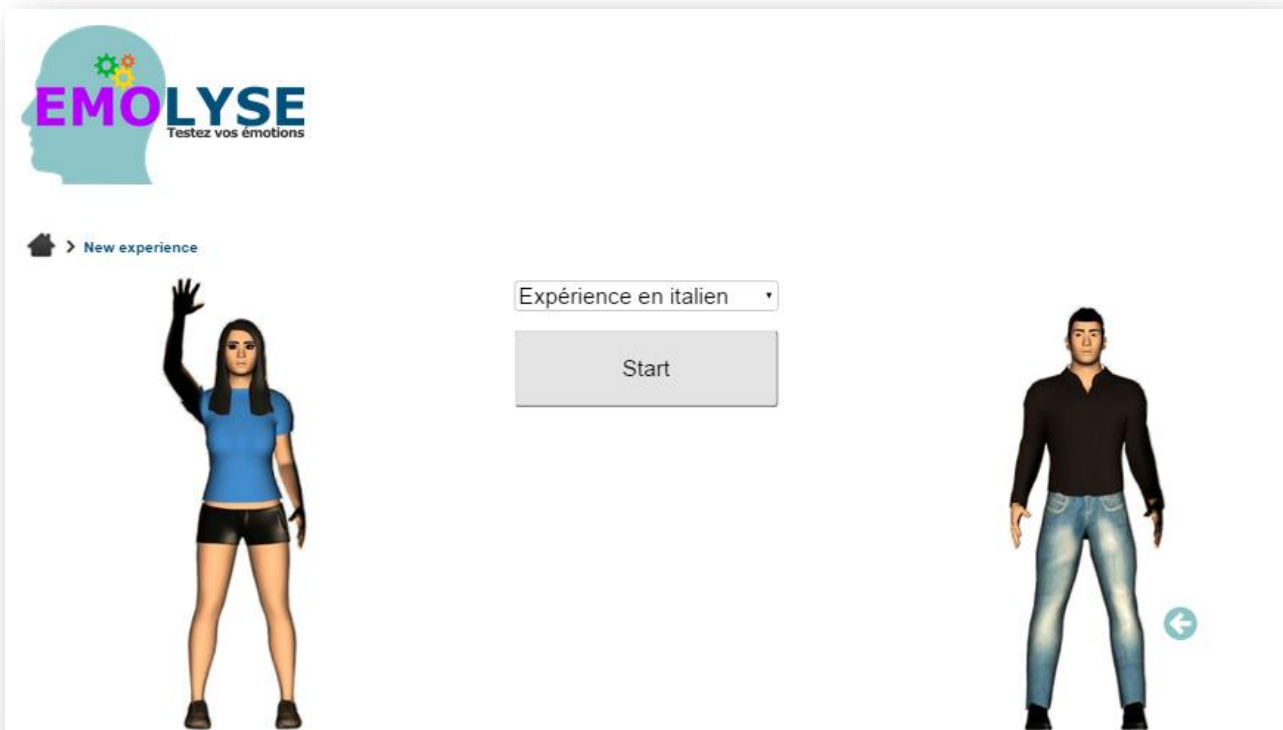 EMOLYSE
Testez vos émotions
New experience
Expérience en italien
Start